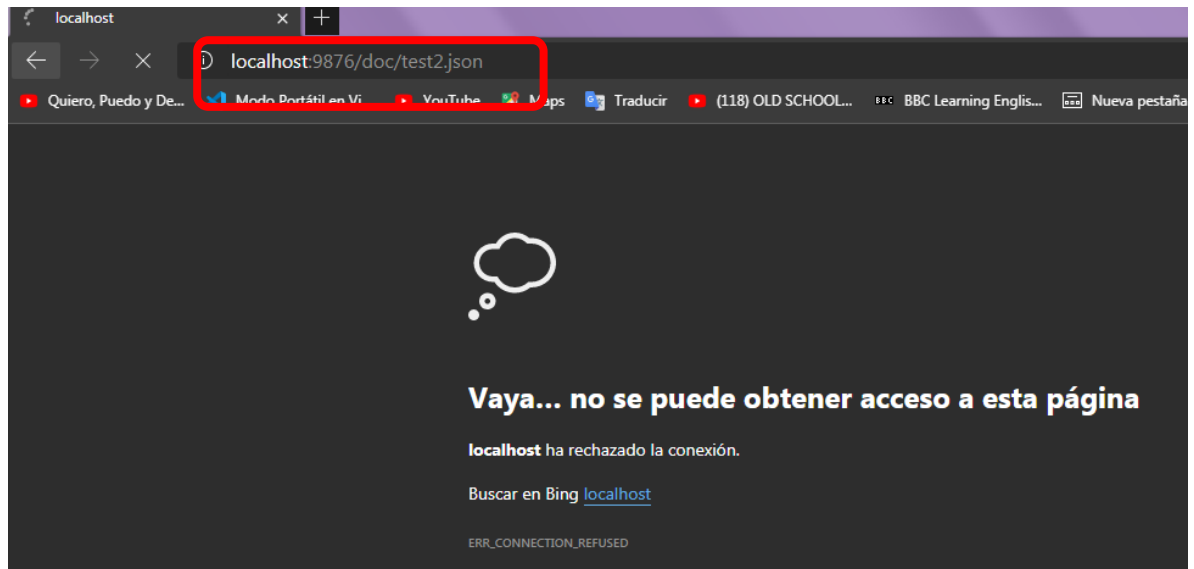 localhost
localhost:9876/doc/test2.json
Quiero, Puedo y De... Modo Portátil en Vi... YouTube Maps Traducir (118) OLD SCHOOL... BBC BBC Learning Englis... Nueva pestaña
Vaya... no se puede obtener acceso a esta página
localhost ha rechazado la conexión.
Buscar en Bing localhost
ERR_CONNECTION_REFUSED